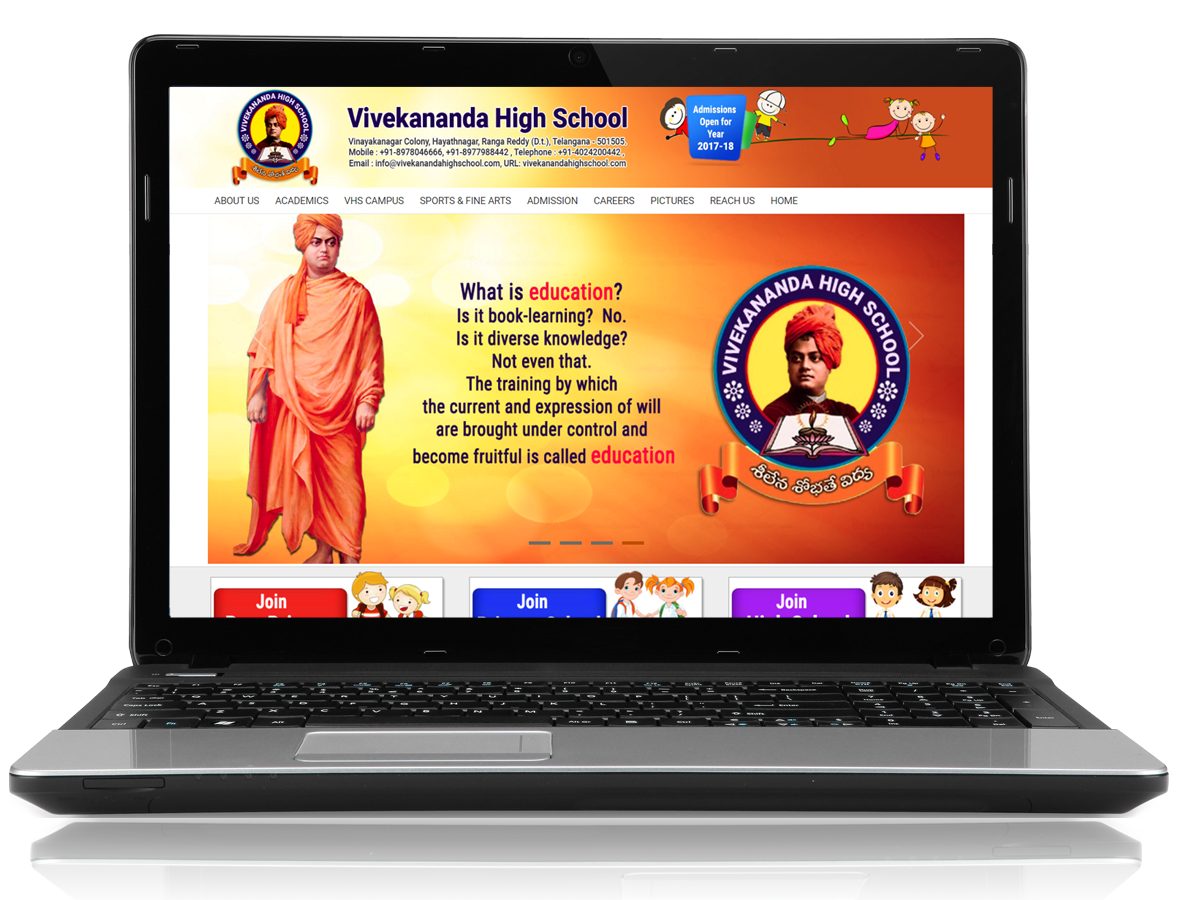 VIVEKANANDA HIGH SCHOOL
Vivekananda High School
Vinayakanagar Colony, Hayathnagar, Ranga Reddy (D.t.), Telangana - 501505.
Mobile : +91-8978046666, +91-8977988442 , Telephone : +91-4024200442 ,
Email : info@vivekanandahighschool.com, URL: vivekanandahighschool.com
శీలేన శోభతే విద్య
Admissions
Open for
Year
2017-18
ABOUT US ACADEMICS VHS CAMPUS SPORTS & FINE ARTS ADMISSION CAREERS PICTURES REACH US HOME
What is education?
Is it book-learning? No.
Is it diverse knowledge?
Not even that.
The training by which
the current and expression of will
are brought under control and
become fruitful is called education
VIVEKANANDA HIGH SCHOOL
శీలేన శోభతే విద్య
Join
Join
Join